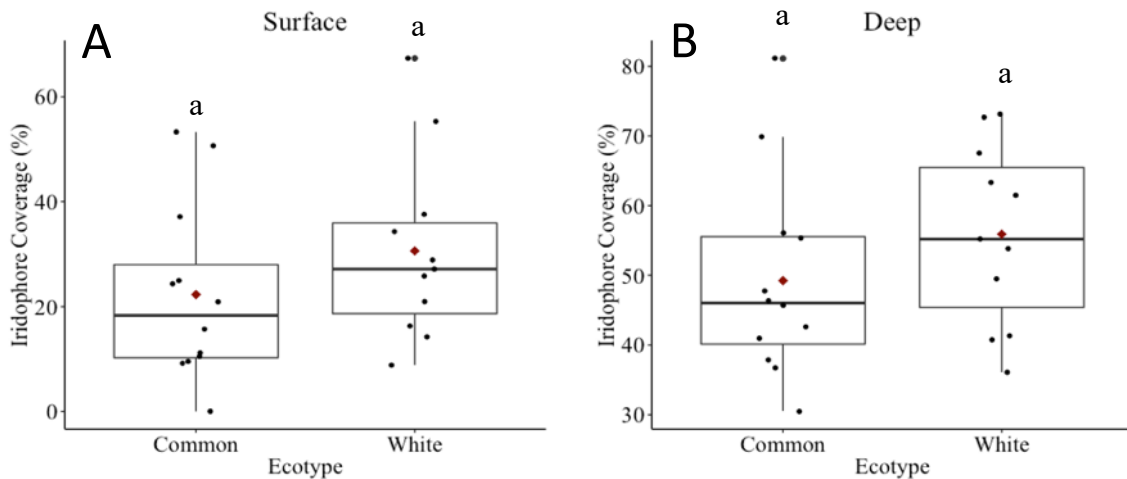 A
Surface
a
a
Iridophore Coverage (%)
60
40
20
0
Common
White
Ecotype
B
Deep
a
a
Iridophore Coverage (%)
80
70
60
50
40
30
Common
White
Ecotype